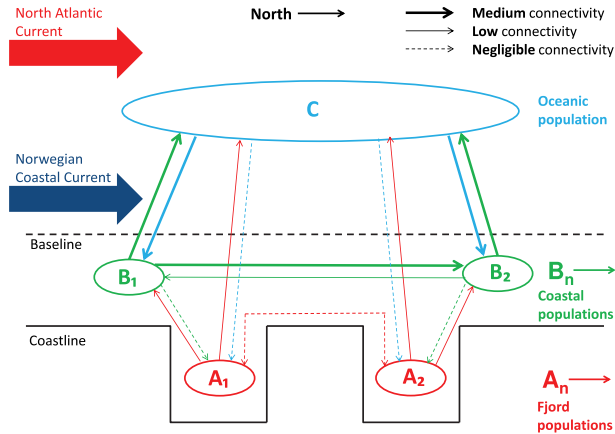 North Atlantic
Current
North
Medium connectivity
Low connectivity
Negligible connectivity
C
Oceanic
population
Norwegian
Coastal Current
Baseline
B₁
B₂
Bₙ
Coastal
populations
Coastline
A₁
A₂
Aₙ
Fjord
populations